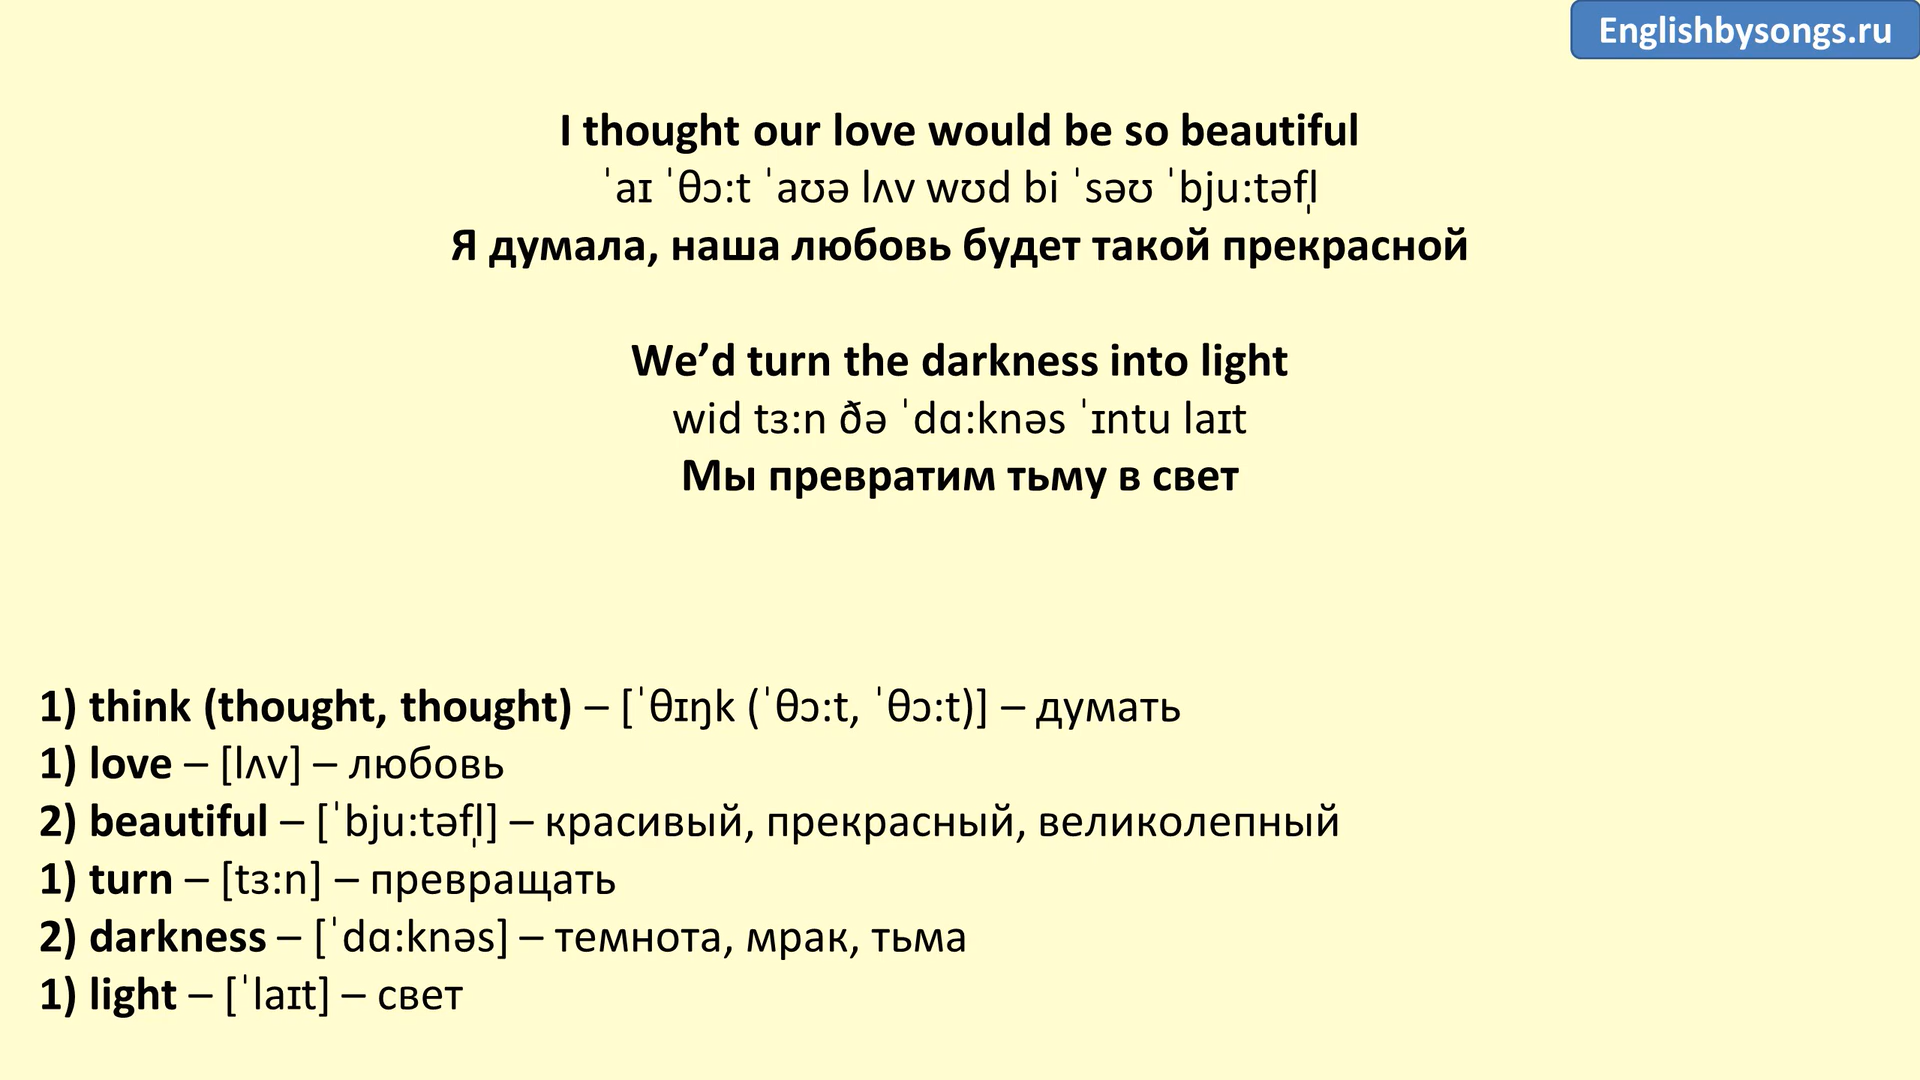 Englishbysongs.ru
I thought our love would be so beautiful
ˈaɪ ˈθɔ:t ˈaʊə lʌv wʊd bi ˈsəʊ ˈbju:təfl̩
Я думала, наша любовь будет такой прекрасной
We’d turn the darkness into light
wid tɜ:n ðə ˈdɑ:knəs ˈɪntu laɪt
Мы превратим тьму в свет
1) think (thought, thought) – [ˈθɪŋk (ˈθɔ:t, ˈθɔ:t)] – думать
1) love – [lʌv] – любовь
2) beautiful – [ˈbju:təfl̩] – красивый, прекрасный, великолепный
1) turn – [tɜ:n] – превращать
2) darkness – [ˈdɑ:knəs] – темнота, мрак, тьма
1) light – [ˈlaɪt] – свет